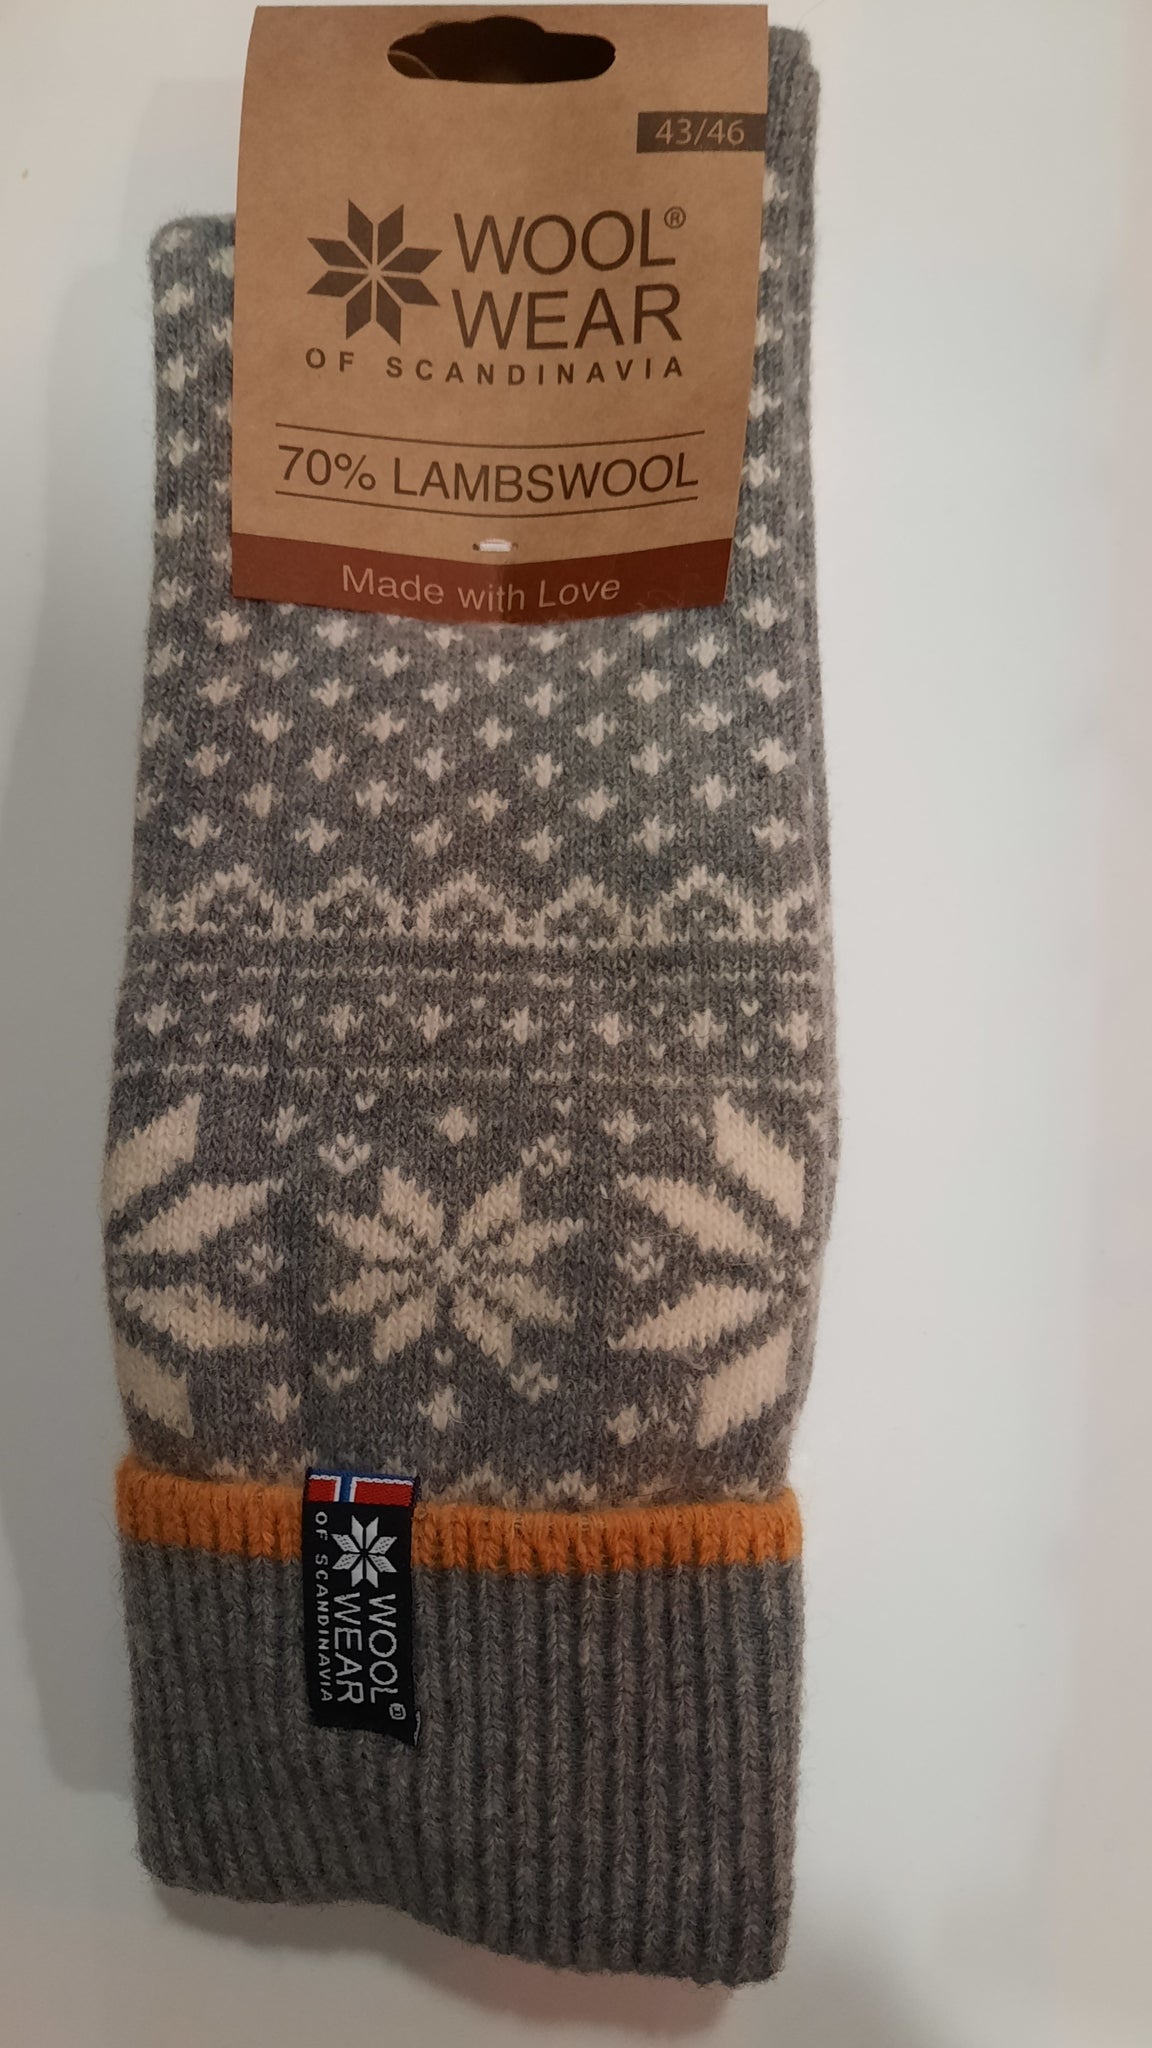 43/46
WOOL®
WEAR
OF SCANDINAVIA
70% LAMBSWOOL
Made with Love
WOOL®
WEAR
OF SCANDINAVIA